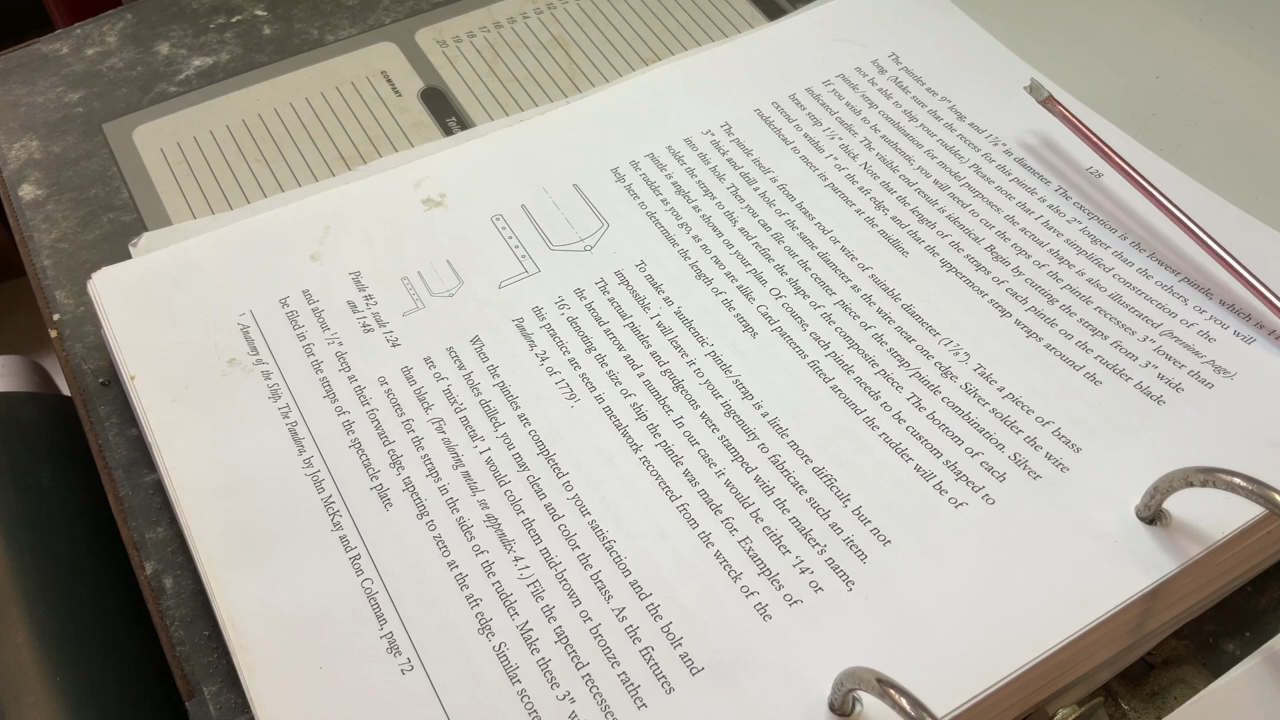 128
The pintles are 9" long and 1⅞" in diameter. The exception is the lowest pintle, which is 11"
long. (Make sure that the recess for this pintle is also 2" longer than the others, or you will
not be able to ship your rudder.) Please note that I have simplified construction of the
pintle/strap combination for model purposes: the actual shape is also illustrated (previous page).
If you wish to be authentic, you will need to cut the tops of the pintle recesses 3" lower than
indicated earlier. The visible end result is identical. Begin by cutting the straps from 3" wide
brass strip 1¼" thick. Note that the length of the straps of each pintle on the rudder blade
extend to within 1" of the aft edge, and that the uppermost strap wraps around the
rudderhead to meet its partner at the midline.
The pintle itself is from brass rod or wire of suitable diameter (1⅞"). Take a piece of brass
3" thick and drill a hole of the same diameter as the wire near one edge. Silver solder the wire
into this hole. Then you can file out the center piece of the strap/pintle combination. Silver
solder the straps to this, and refine the shape of the composite piece. The bottom of each
pintle is angled as shown on your plan. Of course, each pintle needs to be custom shaped to
the rudder as you go, as no two are alike. Card patterns fitted around the rudder will be of
help here to determine the length of the straps.
To make an 'authentic' pintle/strap is a little more difficult, but not
impossible. I will leave it to your ingenuity to fabricate such an item.
The actual pintles and gudgeons were stamped with the maker's name,
the broad arrow and a number. In our case it would be either '14' or
'16', denoting the size of ship the pintle was made for. Examples of
this practice are seen in metalwork recovered from the wreck of the
Pandora, 24, of 1779¹.
Pintle #2, scale 1:24
and 1:48
When the pintles are completed to your satisfaction and the bolt and
screw holes drilled, you may clean and color the brass. As the fixtures
are of 'mix'd metal', I would color them mid-brown or bronze rather
than black. (For coloring metal, see appendix 4.1.) File the tapered recesses
or scores for the straps in the sides of the rudder. Make these 3"
and about ½" deep at their forward edge, tapering to zero at the aft edge. Similar
be filed in for the straps of the spectacle plate.
¹ Anatomy of the Ship, The Pandora, by John McKay and Ron Coleman, page 72
COMPANY
Tele
20
19
18
17
16
15
14
13
12
11